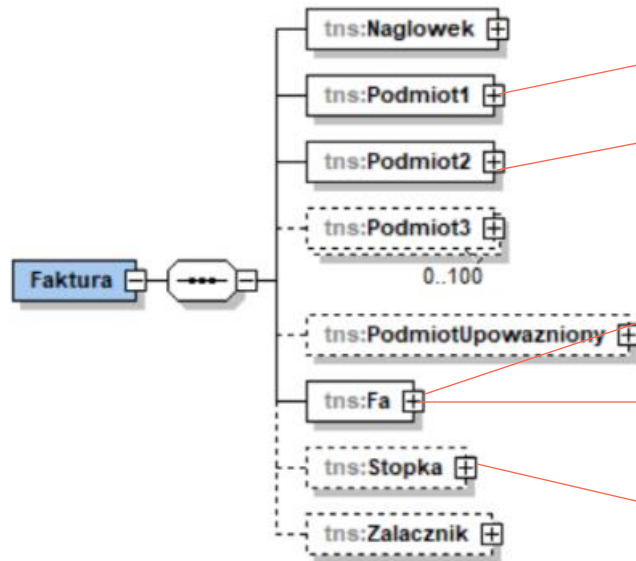 tns:Naglowek
tns:Podmiot1
tns:Podmiot2
tns:Podmiot3
0..100
Faktura
tns:PodmiotUpowazniony
tns:Fa
tns:Stopka
tns:Zalacznik